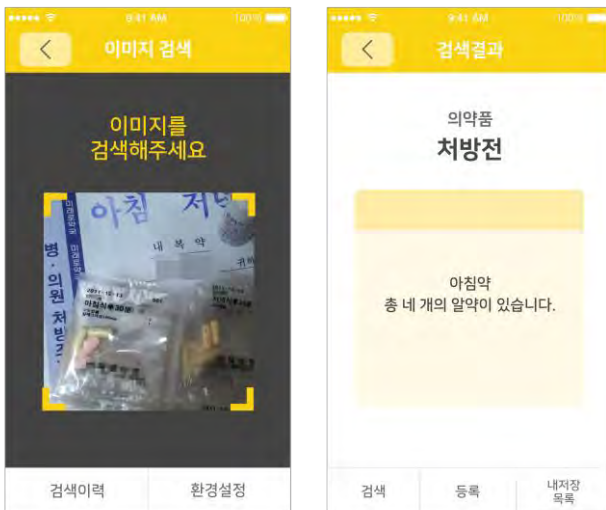 9:41 AM
100%
이미지 검색
이미지를
검색해주세요
아침
내 복 약
병·의원 처방전
아침식후30분
검색이력
환경설정
9:41 AM
100%
검색결과
의약품
처방전
아침약
총 네 개의 알약이 있습니다.
검색
등록
내저장
목록